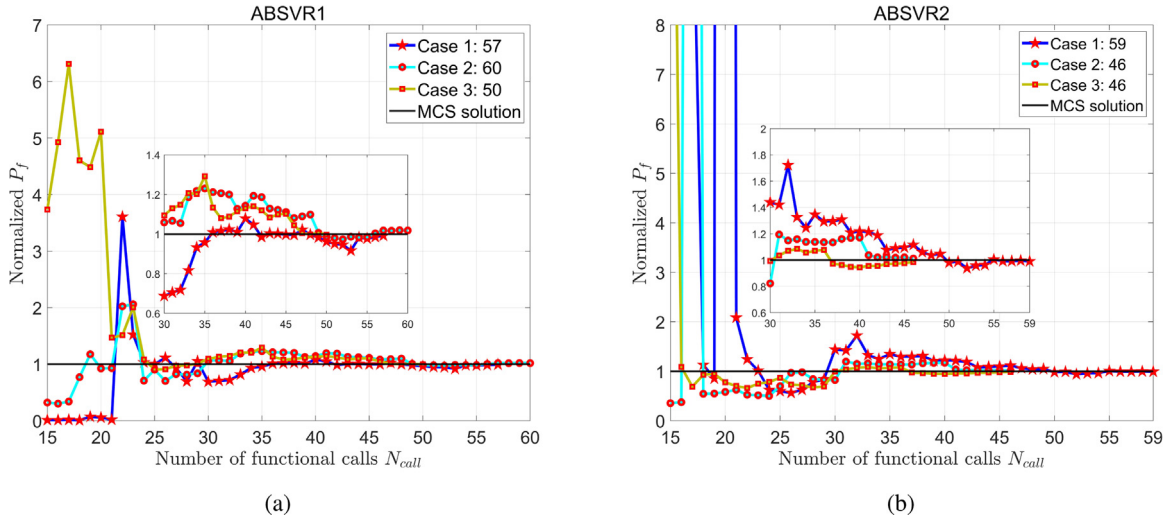 ABSVR1
7
6
5
4
3
2
1
0
Normalized P_f
Case 1: 57
Case 2: 60
Case 3: 50
MCS solution
1.4
1.2
1
0.8
0.6
30 35 40 45 50 55 60
15 20 25 30 35 40 45 50 55 60
Number of functional calls N_call
(a)
ABSVR2
8
7
6
5
4
3
2
1
0
Normalized P_f
Case 1: 59
Case 2: 46
Case 3: 46
MCS solution
2
1.8
1.6
1.4
1.2
1
0.8
0.6
30 35 40 45 50 55 59
15 20 25 30 35 40 45 50 55 59
Number of functional calls N_call
(b)